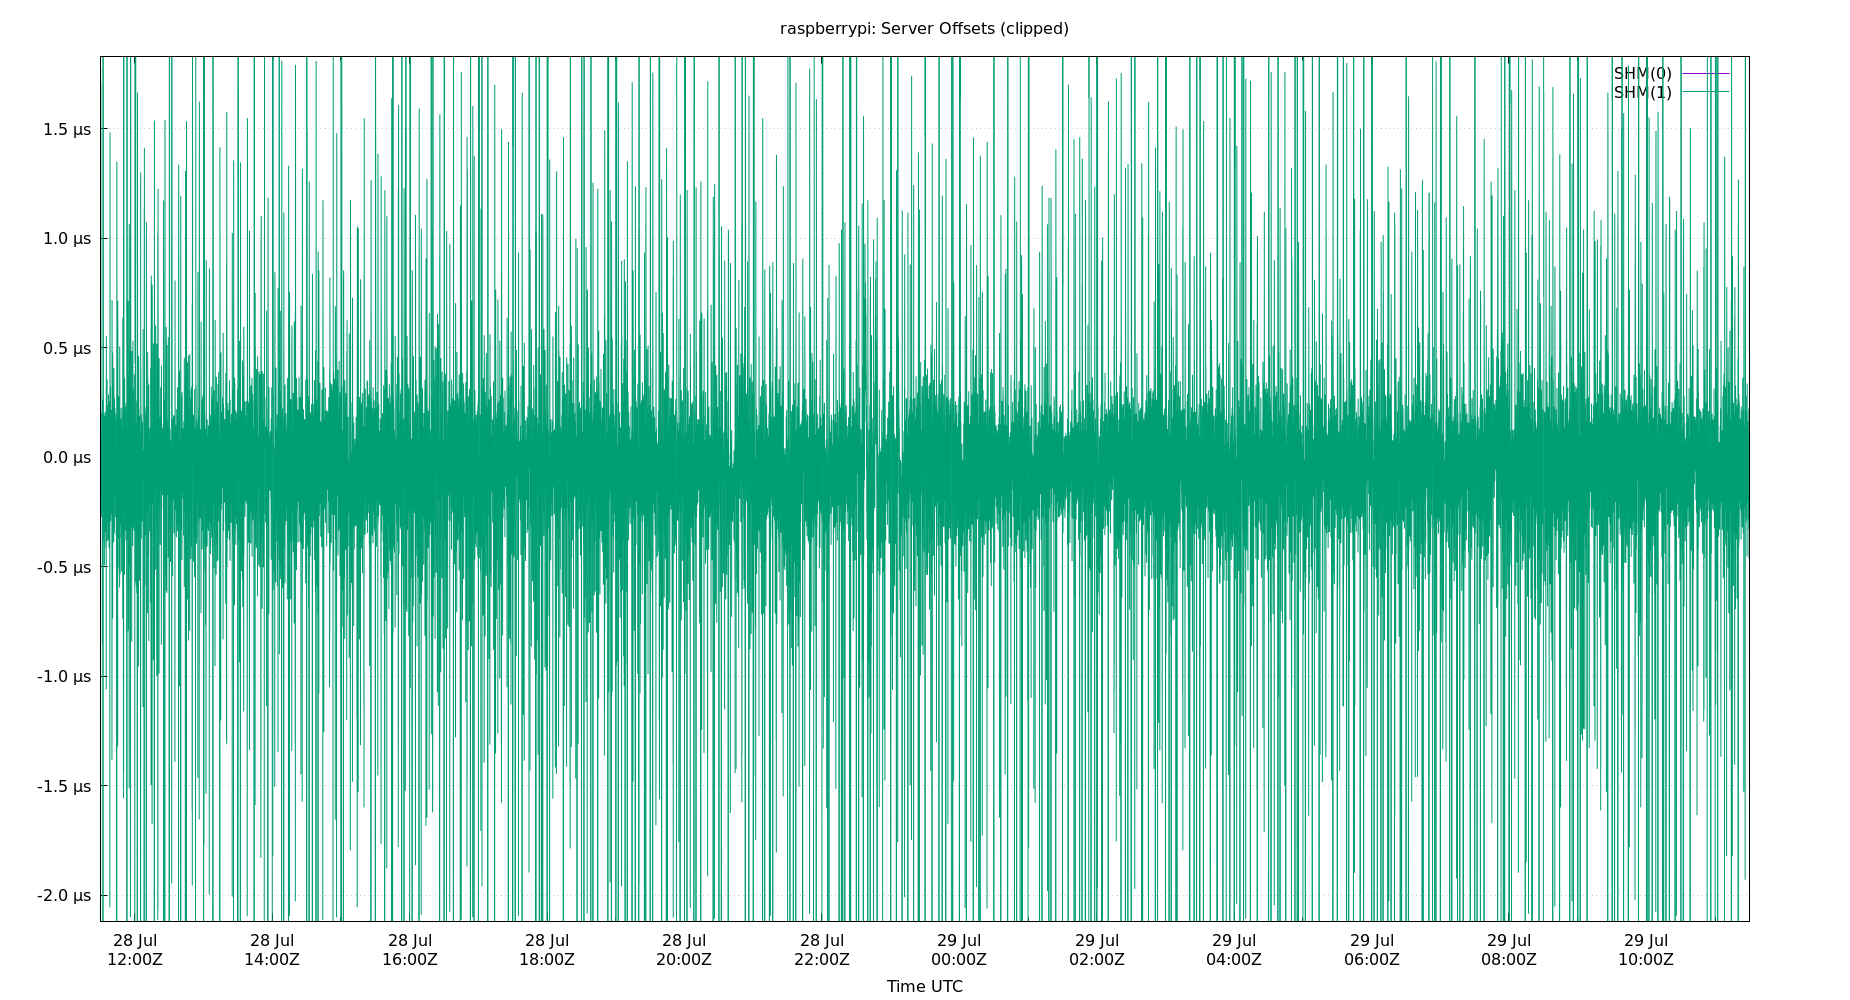 raspberrypi: Server Offsets (clipped)
SHM(0)
SHM(1)
1.5 µs
1.0 µs
0.5 µs
0.0 µs
-0.5 µs
-1.0 µs
-1.5 µs
-2.0 µs
28 Jul 28 Jul 28 Jul 28 Jul 28 Jul 28 Jul 29 Jul 29 Jul 29 Jul 29 Jul 29 Jul 29 Jul
12:00Z 14:00Z 16:00Z 18:00Z 20:00Z 22:00Z 00:00Z 02:00Z 04:00Z 06:00Z 08:00Z 10:00Z
Time UTC